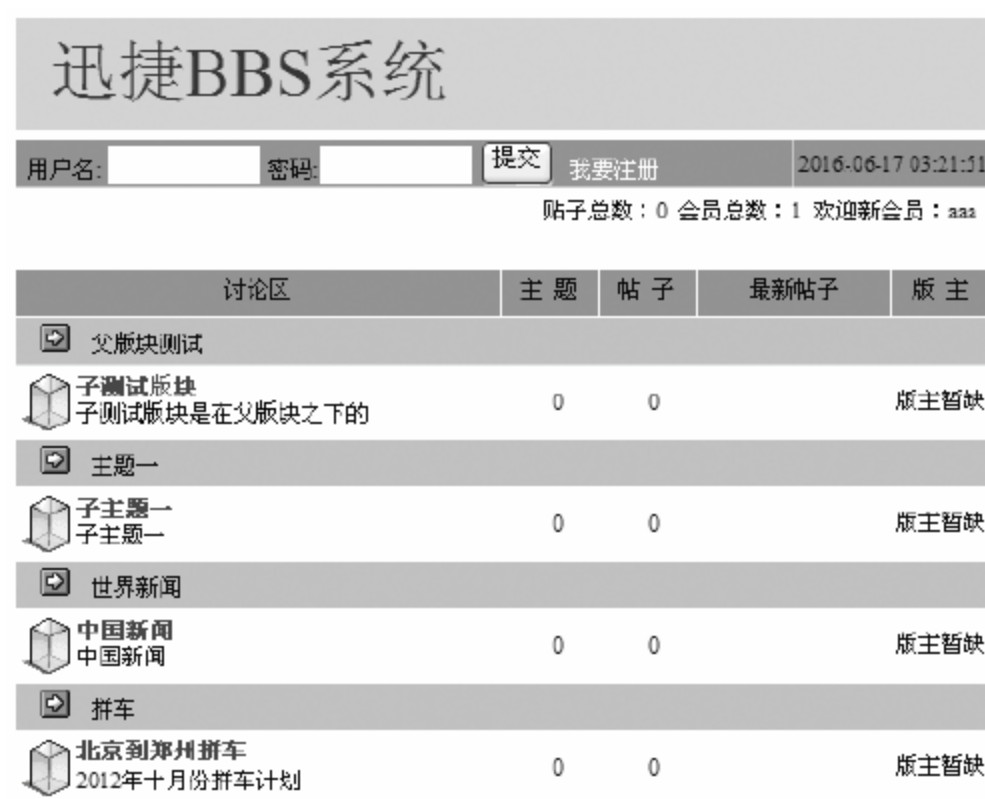 迅捷BBS系统
用户名: 密码: 提交 我要注册 2016-06-17 03:21:51
贴子总数：0 会员总数：1 欢迎新会员：aaa
讨论区 主 题 帖 子 最新帖子 版 主
父版块测试
子测试版块
子测试版块是在父版块之下的
0 0 版主暂缺
主题一
子主题一
子主题一
0 0 版主暂缺
世界新闻
中国新闻
中国新闻
0 0 版主暂缺
拼车
北京到郑州拼车
2012年十月份拼车计划
0 0 版主暂缺